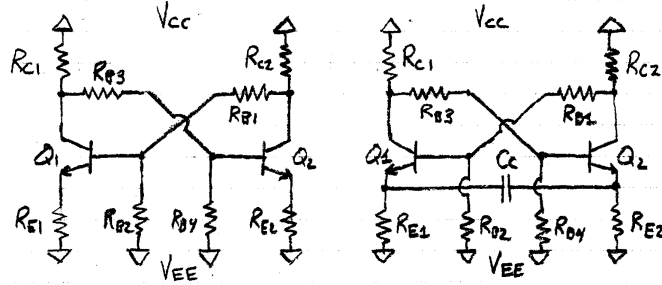 Vcc Vcc
RC1 RB3 RC2 RC1 RC2
RB1 RB3 RB1
Q1 Q2 Q1 Cc Q2
RE1 RB2 RB4 RE2 RE1 RB2 RB4 RE2
VEE VEE